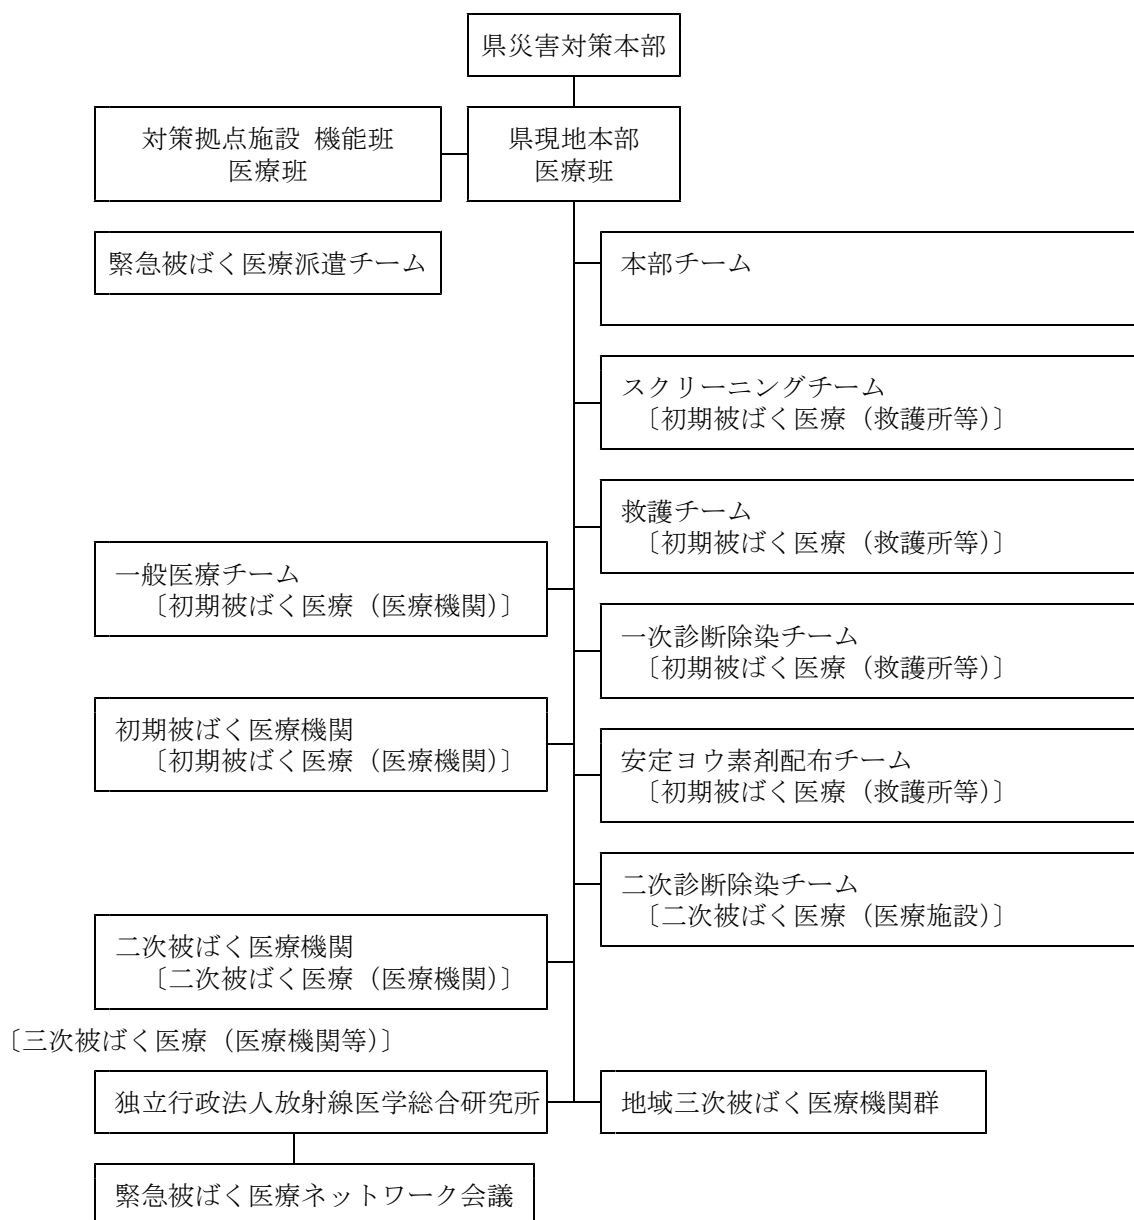 県災害対策本部
対策拠点施設 機能班
医療班
県現地本部
医療班
緊急被ばく医療派遣チーム
本部チーム
スクリーニングチーム
〔初期被ばく医療（救護所等）〕
救護チーム
〔初期被ばく医療（救護所等）〕
一般医療チーム
〔初期被ばく医療（医療機関）〕
一次診断除染チーム
〔初期被ばく医療（救護所等）〕
初期被ばく医療機関
〔初期被ばく医療（医療機関）〕
安定ヨウ素剤配布チーム
〔初期被ばく医療（救護所等）〕
二次診断除染チーム
〔二次被ばく医療（医療施設）〕
二次被ばく医療機関
〔二次被ばく医療（医療機関）〕
〔三次被ばく医療（医療機関等）〕
独立行政法人放射線医学総合研究所
地域三次被ばく医療機関群
緊急被ばく医療ネットワーク会議